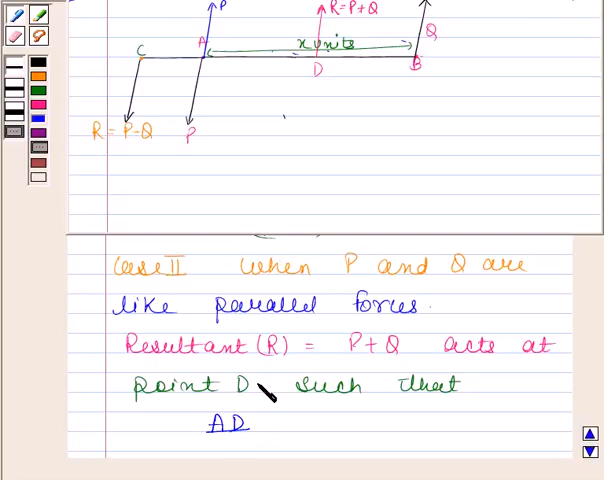 P
R=P+Q
Q
x units
C
A
D
B
R = P-Q
P
Case II When P and Q are
like parallel forces.
Resultant (R) = P+Q acts at
point D such that
AD